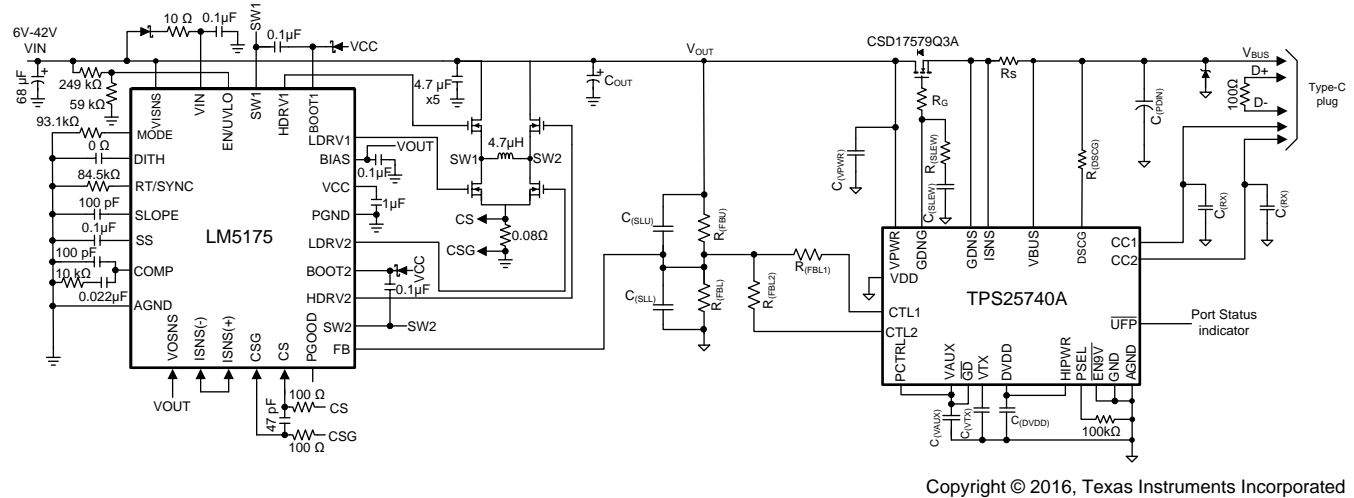 6V-42V
VIN
10 Ω
0.1µF
SW1
0.1µF
VCC
68 µF
+
249 kΩ
59 kΩ
4.7 µF
x5
+
COUT
VOUT
CSD17579Q3A
RS
VBUS
D+
100Ω
D-
Type-C
plug
RG
C(PDIN)
C(VPWR)
R(SLEW)
C(SLEW)
R(DSCG)
C(RX)
C(RX)
VISNS
VIN
EN/UVLO
SW1
HDRV1
BOOT1
93.1kΩ
MODE
0 Ω
DITH
84.5kΩ
RT/SYNC
100 pF
SLOPE
0.1µF
SS
100 pF
COMP
10 kΩ
0.022µF
AGND
LM5175
LDRV1
BIAS
VOUT
0.1µF
VCC
1µF
PGND
LDRV2
BOOT2
VCC
0.1µF
HDRV2
SW2
SW2
FB
VOSNS
ISNS(-)
ISNS(+)
CSG
CS
PGOOD
VOUT
100 Ω
CS
47 pF
CSG
100 Ω
4.7µH
SW1
SW2
CS
0.08Ω
CSG
C(SLU)
R(FBU)
C(SLL)
R(FBL)
R(FBL1)
R(FBL2)
VPWR
GDNG
GDNS
ISNS
VBUS
DSCG
CC1
CC2
VDD
TPS25740A
CTL1
CTL2
UFP
Port Status
indicator
PCTRL
VAUX
GD
VTX
DVDD
HIPWR
PSEL
EN9V
GND
AGND
C(VAUX)
C(VTX)
C(DVDD)
100kΩ
Copyright © 2016, Texas Instruments Incorporated